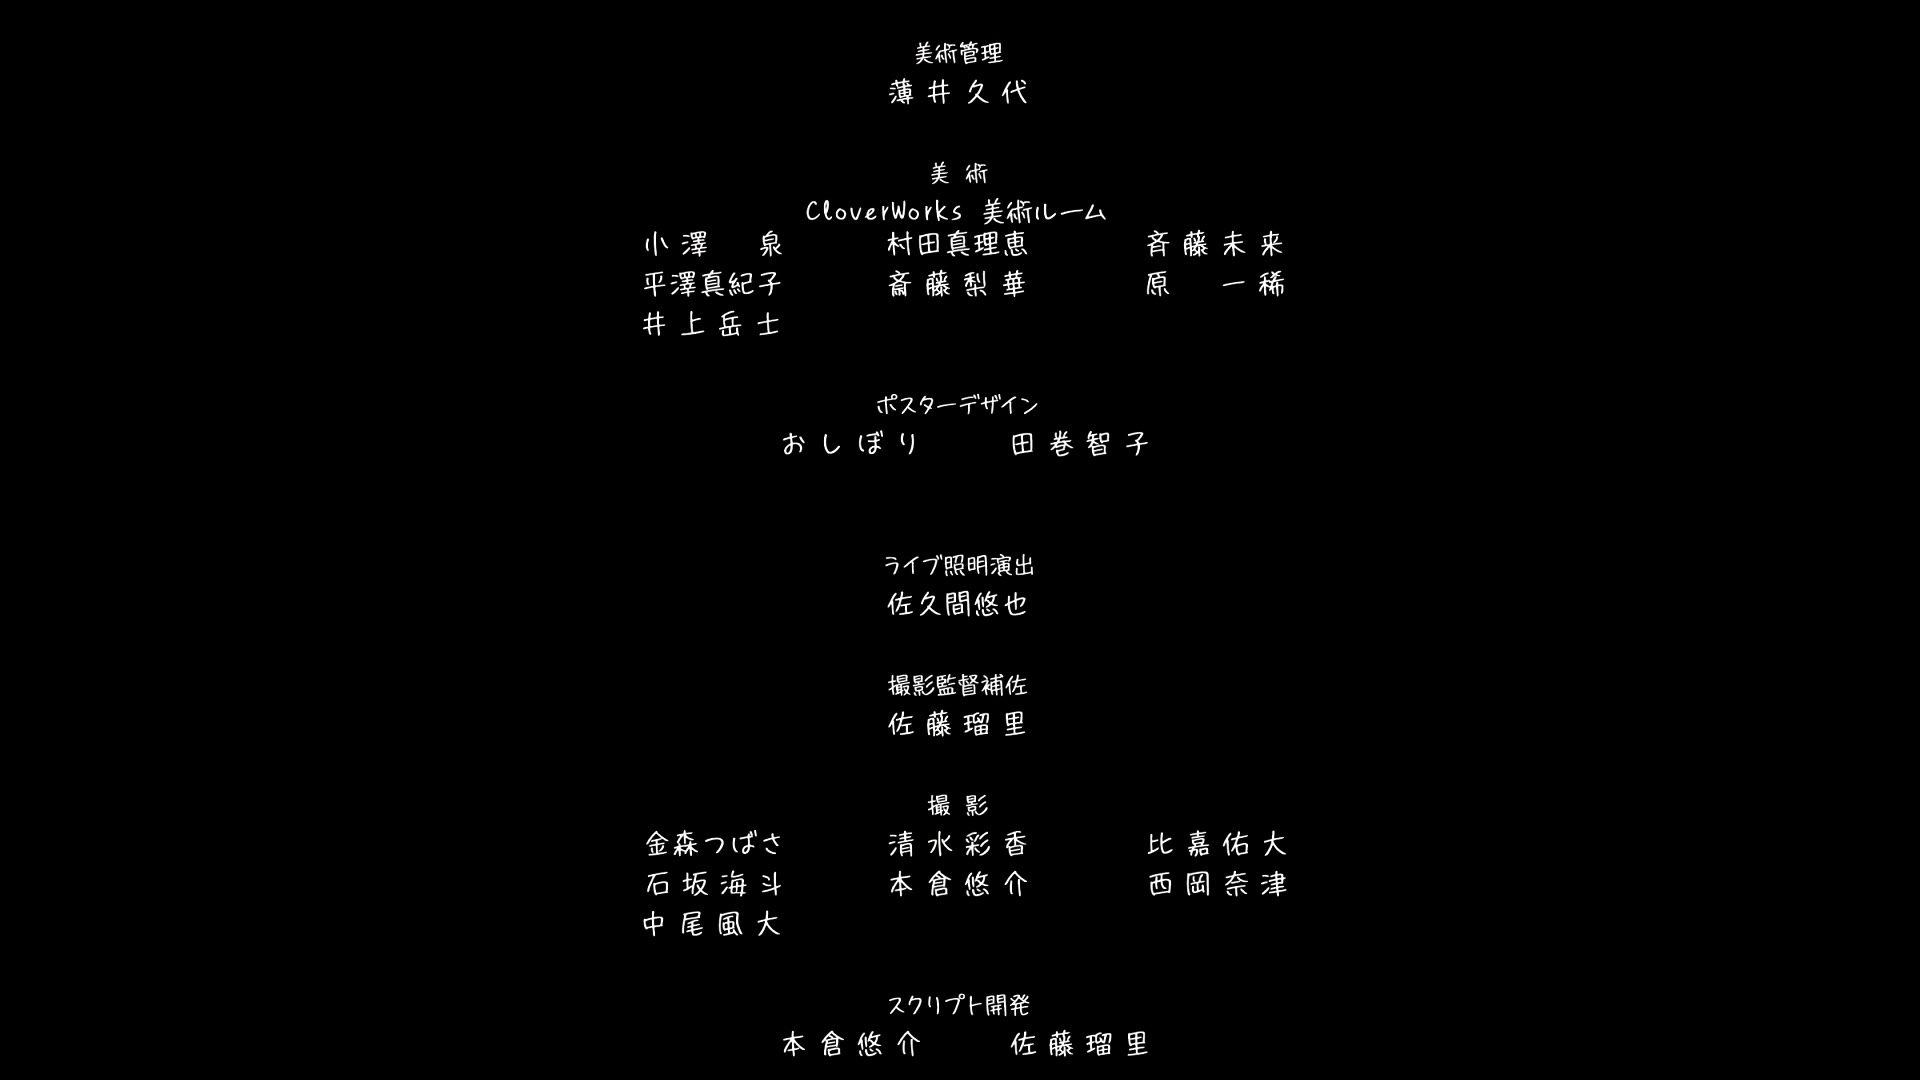 美術管理
薄井久代
美術
CloverWorks 美術ルーム
小澤 泉 村田真理恵 斉藤未来
平澤真紀子 斎藤梨華 原 一稀
井上岳士
ポスターデザイン
おしぼり 田巻智子
ライブ照明演出
佐久間悠也
撮影監督補佐
佐藤瑠里
撮影
金森つばさ 清水彩香 比嘉佑大
石坂海斗 本倉悠介 西岡奈津
中尾風大
スクリプト開発
本倉悠介 佐藤瑠里